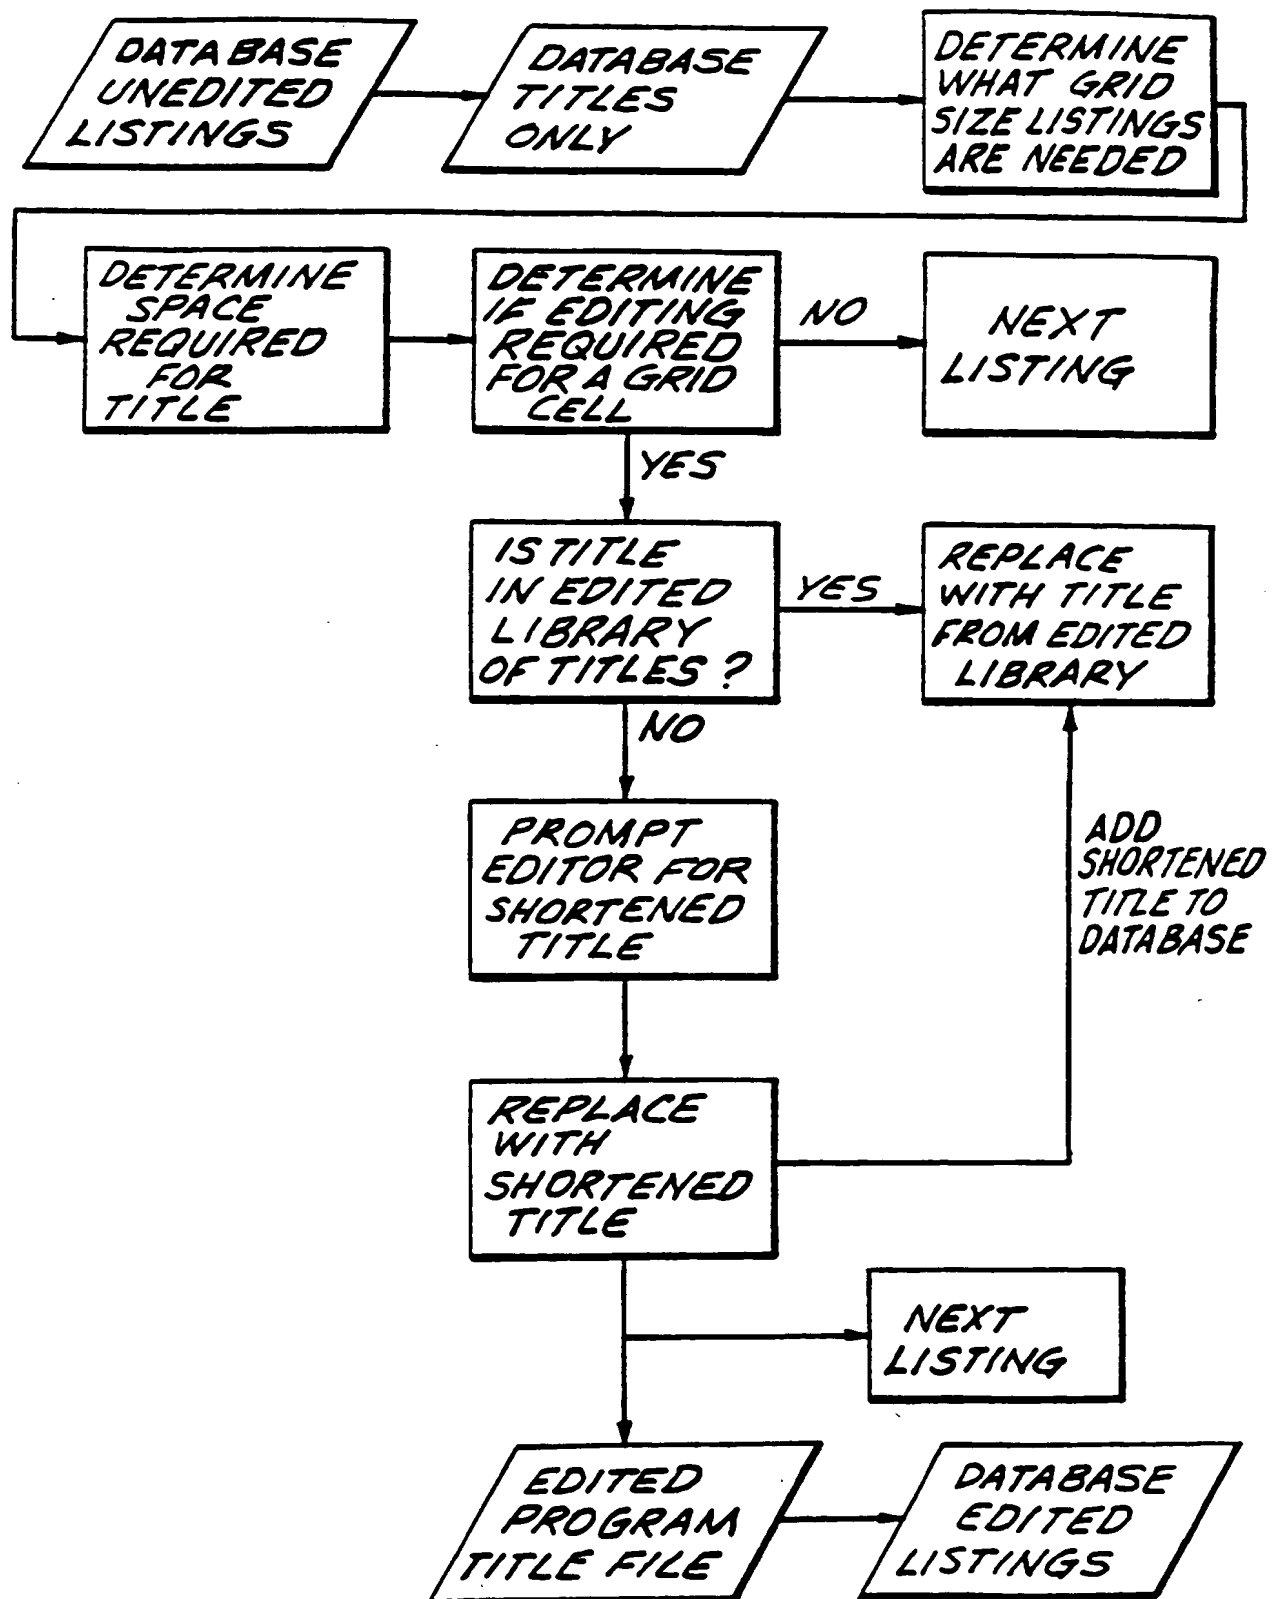 DATABASE
UNEDITED
LISTINGS
DATABASE
TITLES
ONLY
DETERMINE
WHAT GRID
SIZE LISTINGS
ARE NEEDED
DETERMINE
SPACE
REQUIRED
FOR
TITLE
DETERMINE
IF EDITING
REQUIRED
FOR A GRID
CELL
NO
NEXT
LISTING
YES
IS TITLE
IN EDITED
LIBRARY
OF TITLES ?
YES
REPLACE
WITH TITLE
FROM EDITED
LIBRARY
NO
PROMPT
EDITOR FOR
SHORTENED
TITLE
ADD
SHORTENED
TITLE TO
DATABASE
REPLACE
WITH
SHORTENED
TITLE
NEXT
LISTING
EDITED
PROGRAM
TITLE FILE
DATABASE
EDITED
LISTINGS